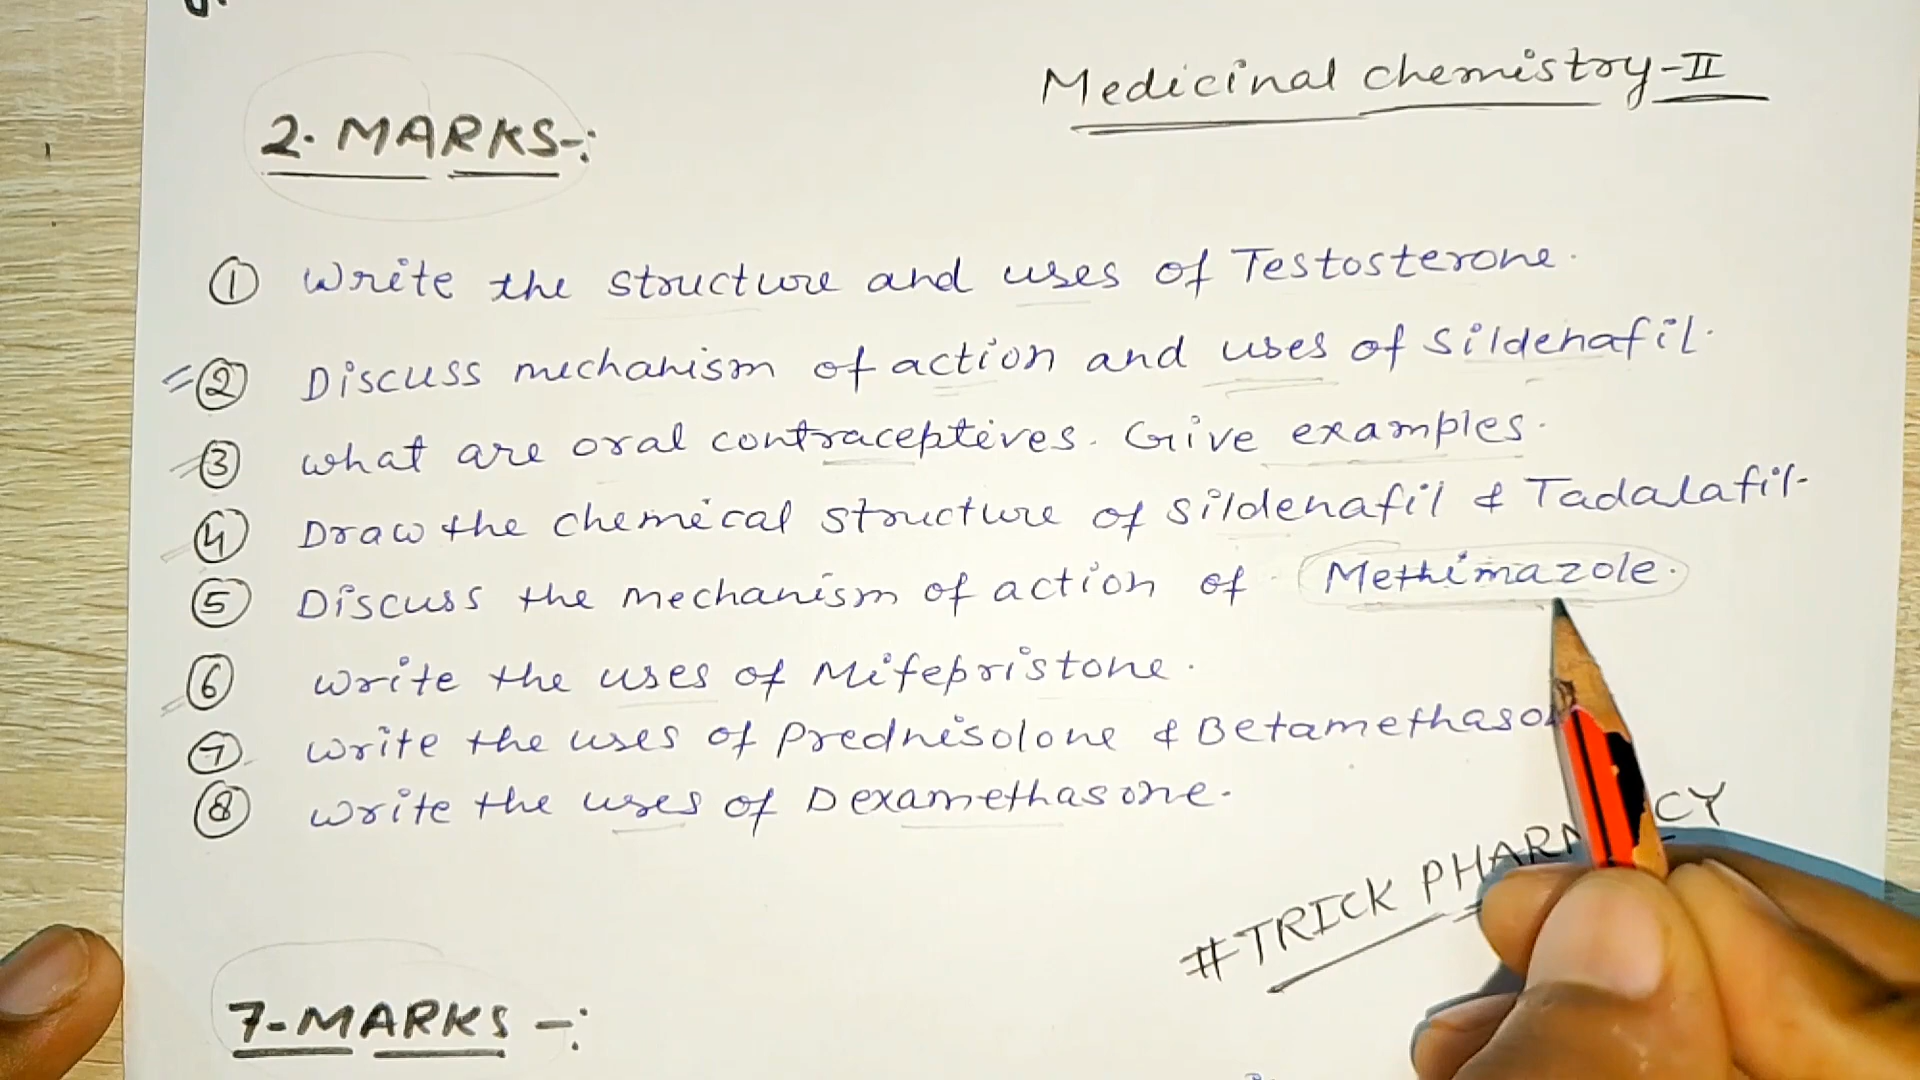 Medicinal chemistry-II
2. MARKS-:
① Write the structure and uses of Testosterone.
② Discuss mechanism of action and uses of Sildenafil.
③ what are oral contraceptives. Give examples.
④ Draw the chemical structure of Sildenafil & Tadalafil-
⑤ Discuss the mechanism of action of Methimazole.
⑥ write the uses of Mifepristone.
⑦ write the uses of Prednisolone &
⑧ write the uses of Dexamethasone.
#TRICK
7-MARKS -: